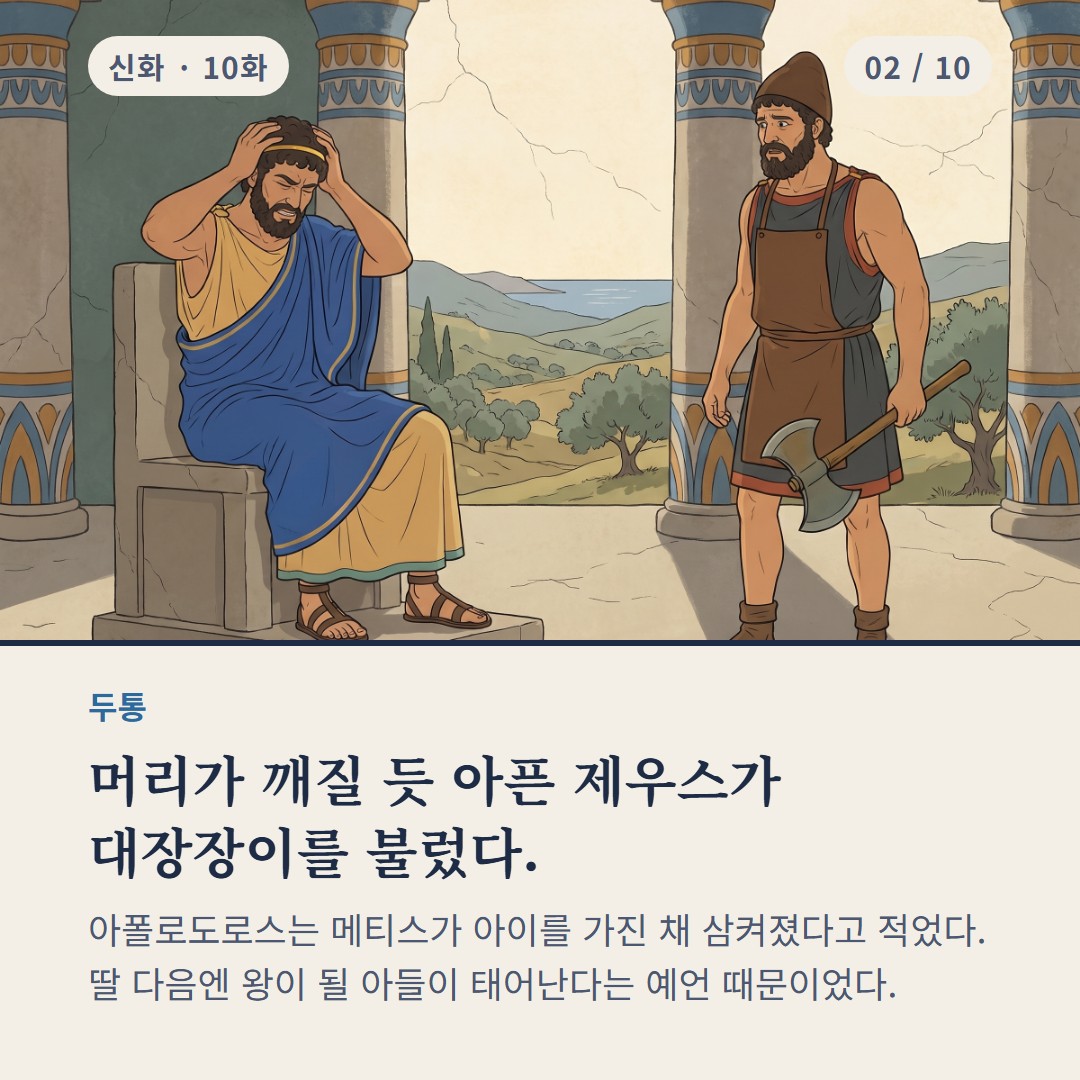 신화 · 10화
02 / 10
두통
머리가 깨질 듯 아픈 제우스가
대장장이를 불렀다.
아폴로도로스는 메티스가 아이를 가진 채 삼켜졌다고 적었다.
딸 다음엔 왕이 될 아들이 태어난다는 예언 때문이었다.